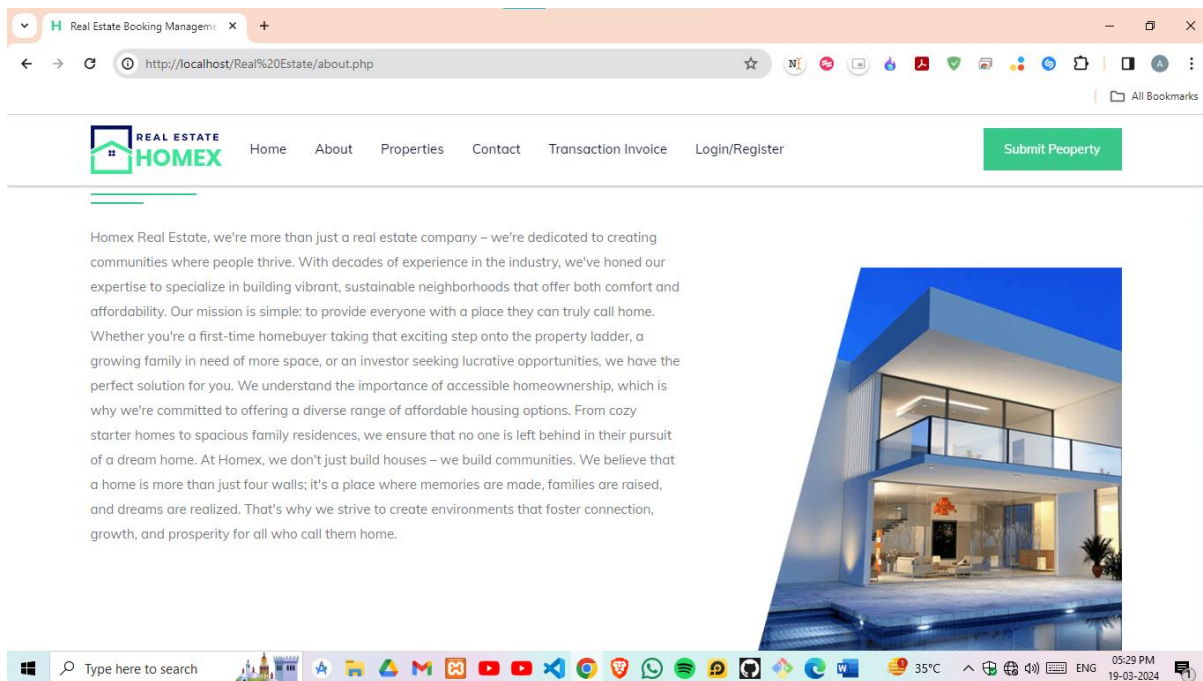 Real Estate Booking Manageme
http://localhost/Real%20Estate/about.php
All Bookmarks
REAL ESTATE
HOMEX
Home About Properties Contact Transaction Invoice Login/Register
Submit Peoperty
Homex Real Estate, we're more than just a real estate company – we're dedicated to creating
communities where people thrive. With decades of experience in the industry, we've honed our
expertise to specialize in building vibrant, sustainable neighborhoods that offer both comfort and
affordability. Our mission is simple: to provide everyone with a place they can truly call home.
Whether you're a first-time homebuyer taking that exciting step onto the property ladder, a
growing family in need of more space, or an investor seeking lucrative opportunities, we have the
perfect solution for you. We understand the importance of accessible homeownership, which is
why we're committed to offering a diverse range of affordable housing options. From cozy
starter homes to spacious family residences, we ensure that no one is left behind in their pursuit
of a dream home. At Homex, we don't just build houses – we build communities. We believe that
a home is more than just four walls; it's a place where memories are made, families are raised,
and dreams are realized. That's why we strive to create environments that foster connection,
growth, and prosperity for all who call them home.
Type here to search
35°C
ENG
05:29 PM
19-03-2024